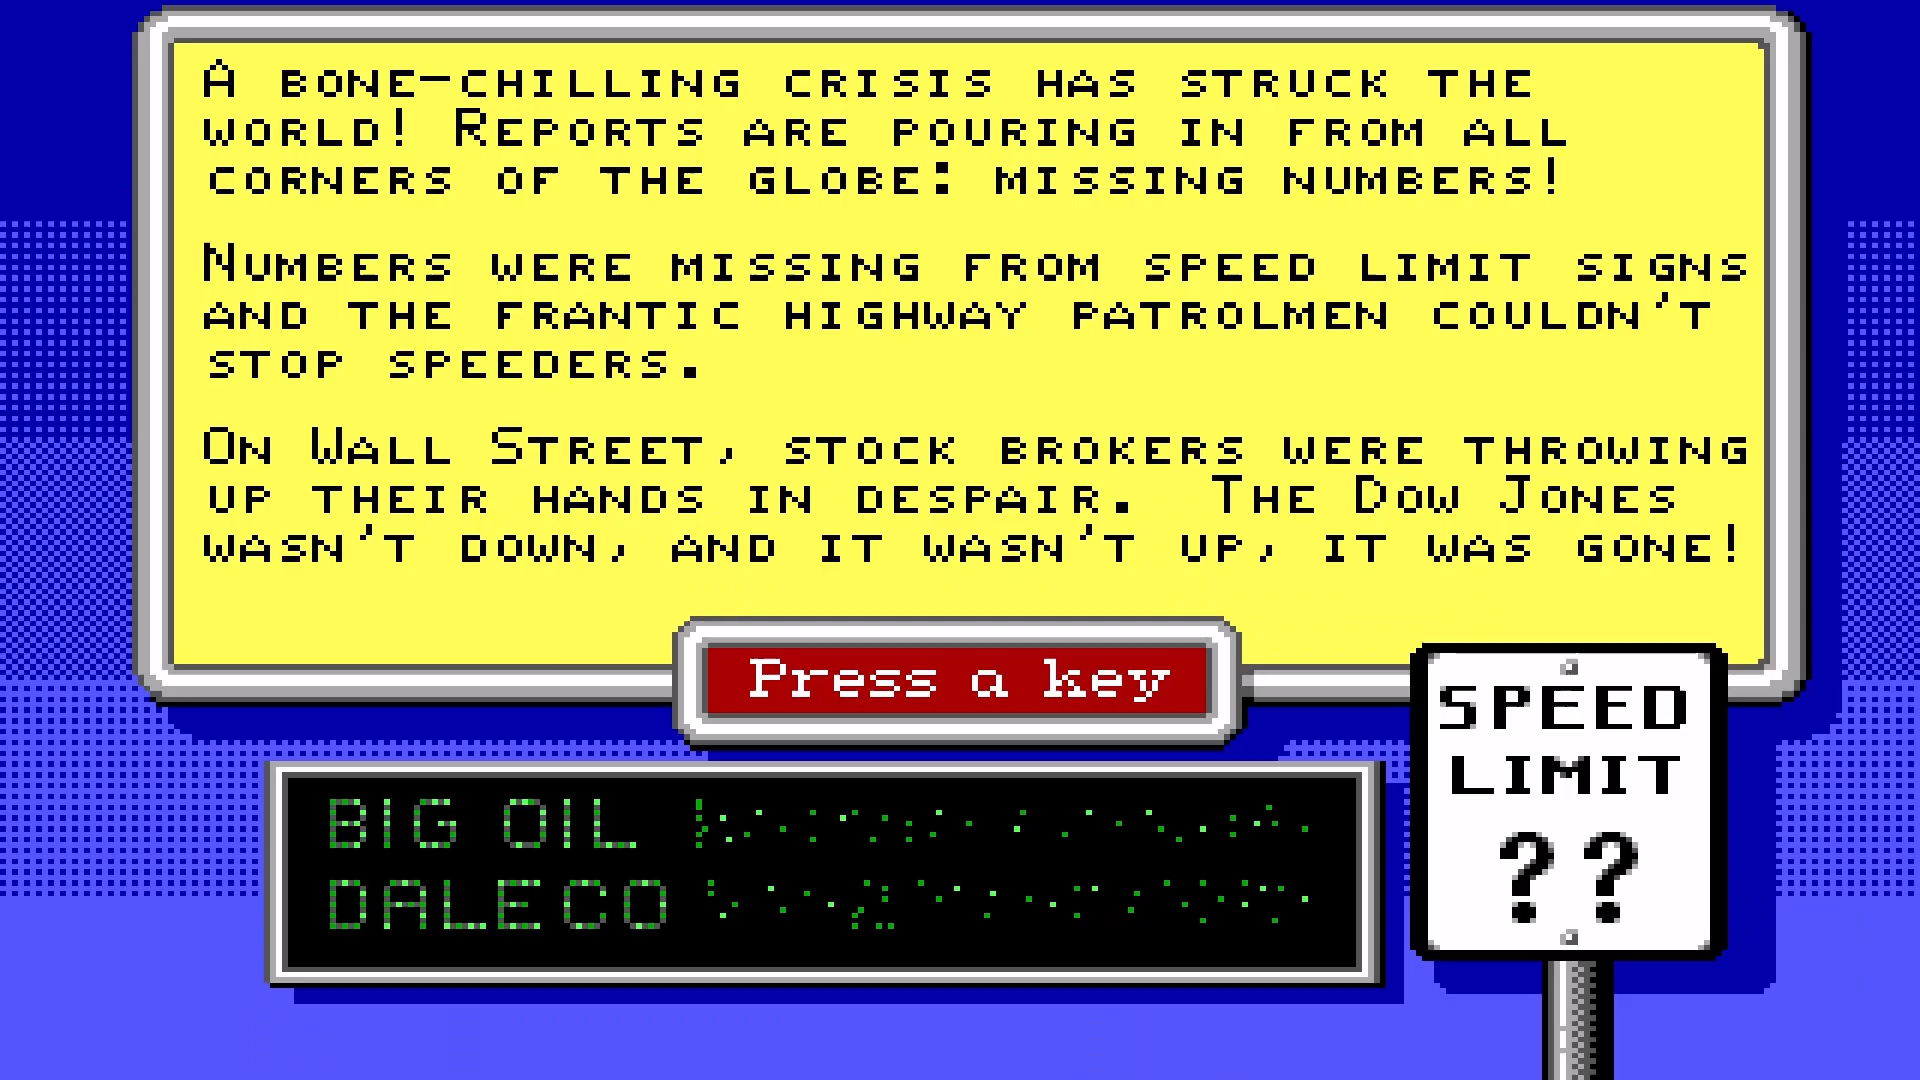 A bone-chilling crisis has struck the
world! Reports are pouring in from all
corners of the globe: missing numbers!
Numbers were missing from speed limit signs
and the frantic highway patrolmen couldn't
stop speeders.
On Wall Street, stock brokers were throwing
up their hands in despair.  The Dow Jones
wasn't down, and it wasn't up, it was gone!
Press a key
SPEED
LIMIT
??
BIG OIL
DALECO